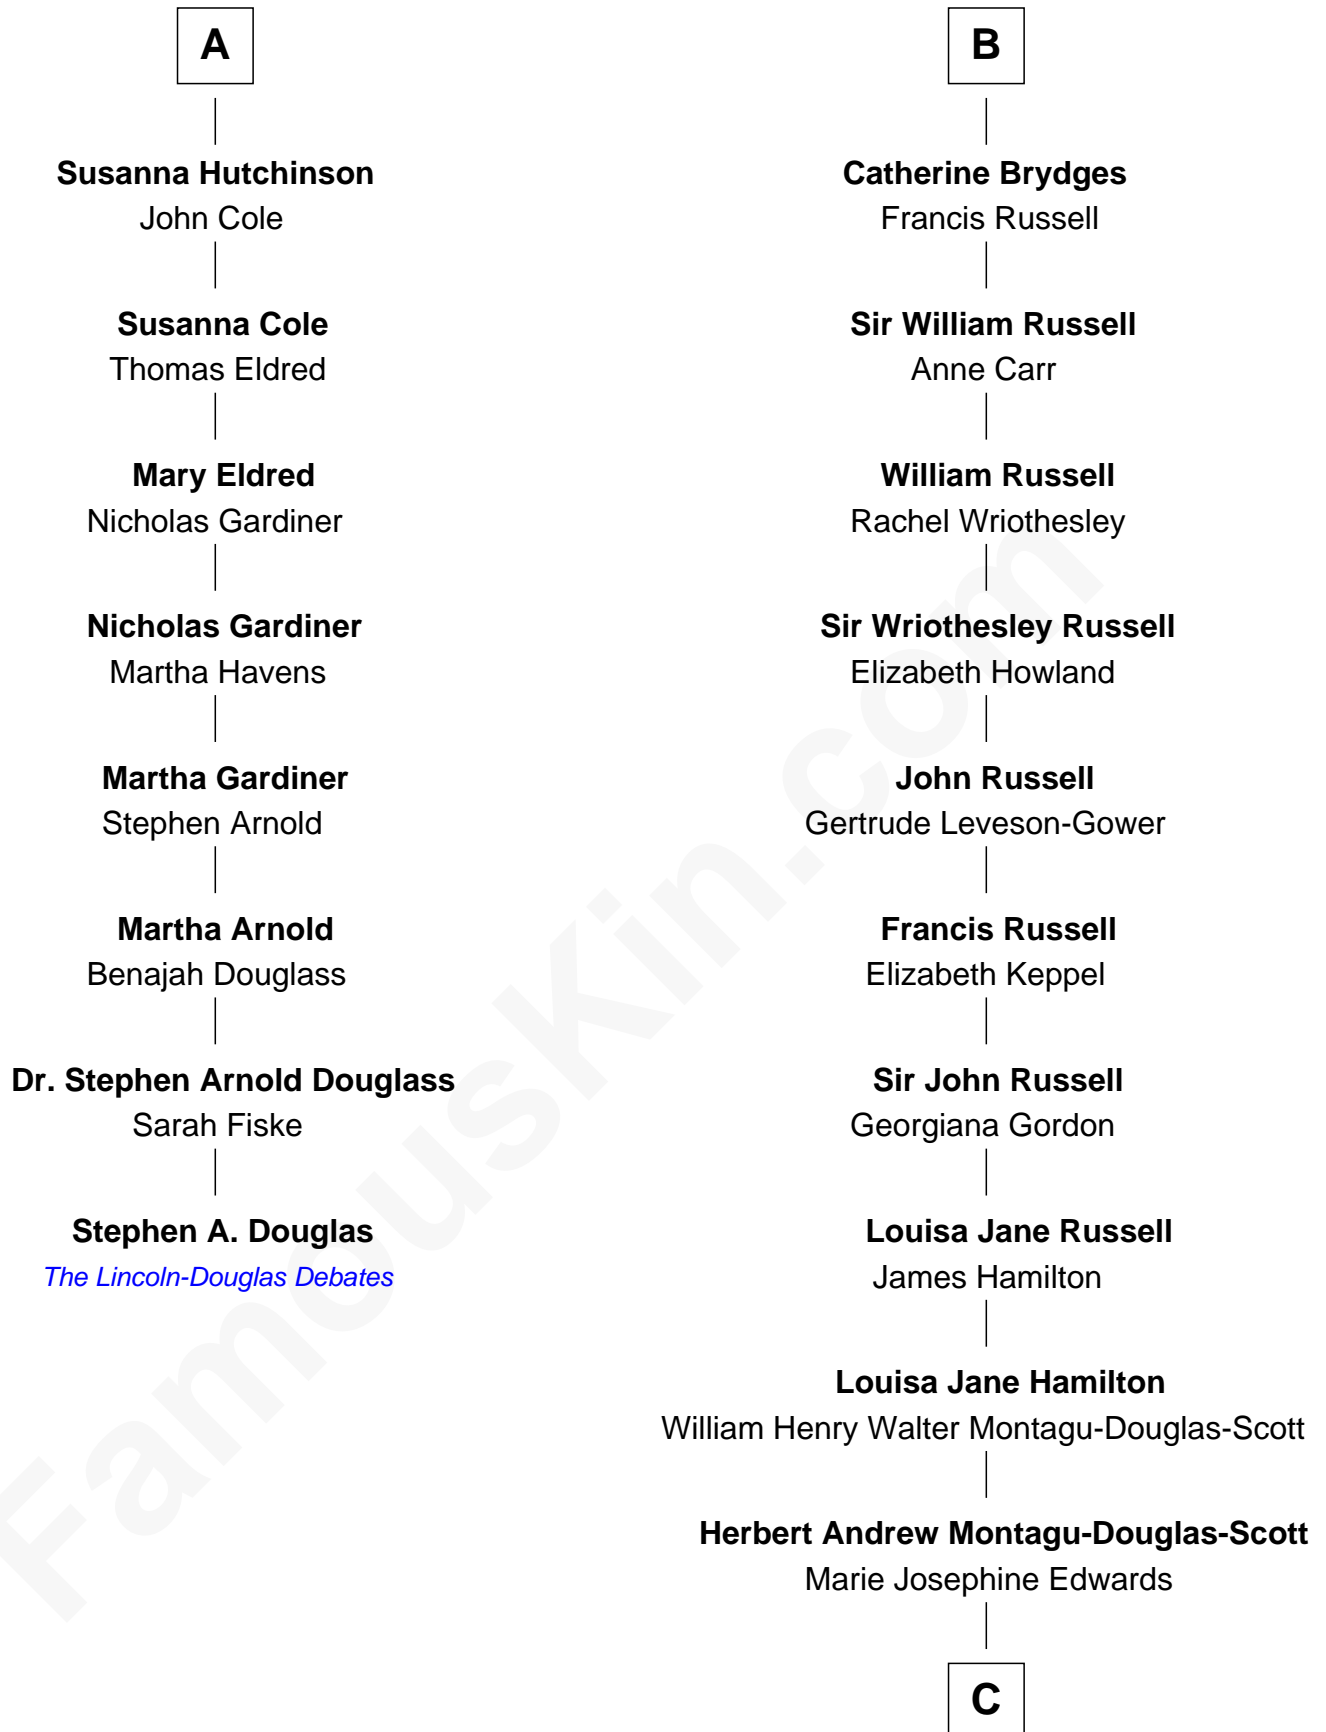 A
Susanna Hutchinson
John Cole
Susanna Cole
Thomas Eldred
Mary Eldred
Nicholas Gardiner
Nicholas Gardiner
Martha Havens
Martha Gardiner
Stephen Arnold
Martha Arnold
Benajah Douglass
Dr. Stephen Arnold Douglass
Sarah Fiske
Stephen A. Douglas
The Lincoln-Douglas Debates
B
Catherine Brydges
Francis Russell
Sir William Russell
Anne Carr
William Russell
Rachel Wriothesley
Sir Wriothesley Russell
Elizabeth Howland
John Russell
Gertrude Leveson-Gower
Francis Russell
Elizabeth Keppel
Sir John Russell
Georgiana Gordon
Louisa Jane Russell
James Hamilton
Louisa Jane Hamilton
William Henry Walter Montagu-Douglas-Scott
Herbert Andrew Montagu-Douglas-Scott
Marie Josephine Edwards
C
FamousKin.com